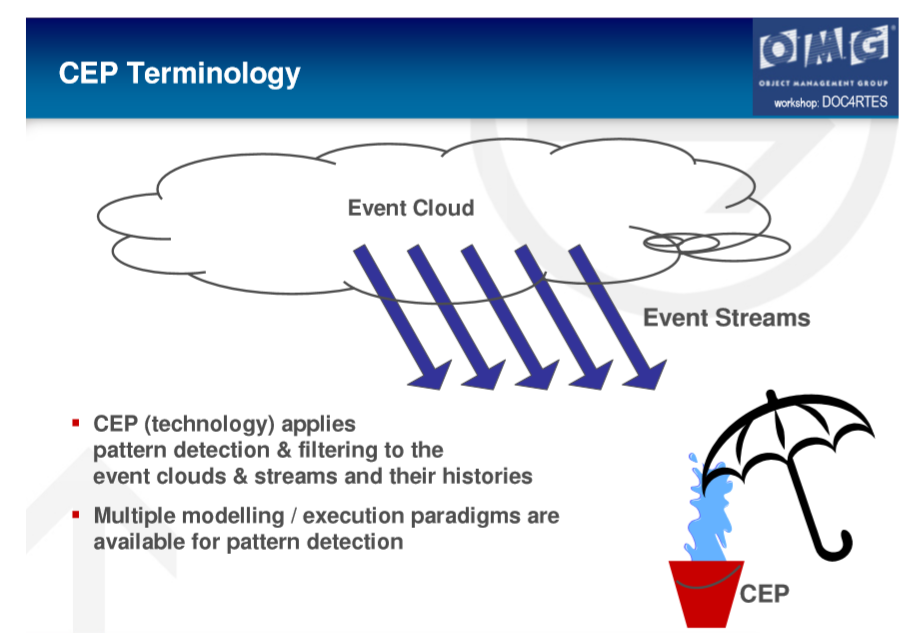 CEP Terminology
OMG
OBJECT MANAGEMENT GROUP
workshop: DOC4RTES
Event Cloud
Event Streams
▪ CEP (technology) applies
pattern detection & filtering to the
event clouds & streams and their histories
▪ Multiple modelling / execution paradigms are
available for pattern detection
CEP